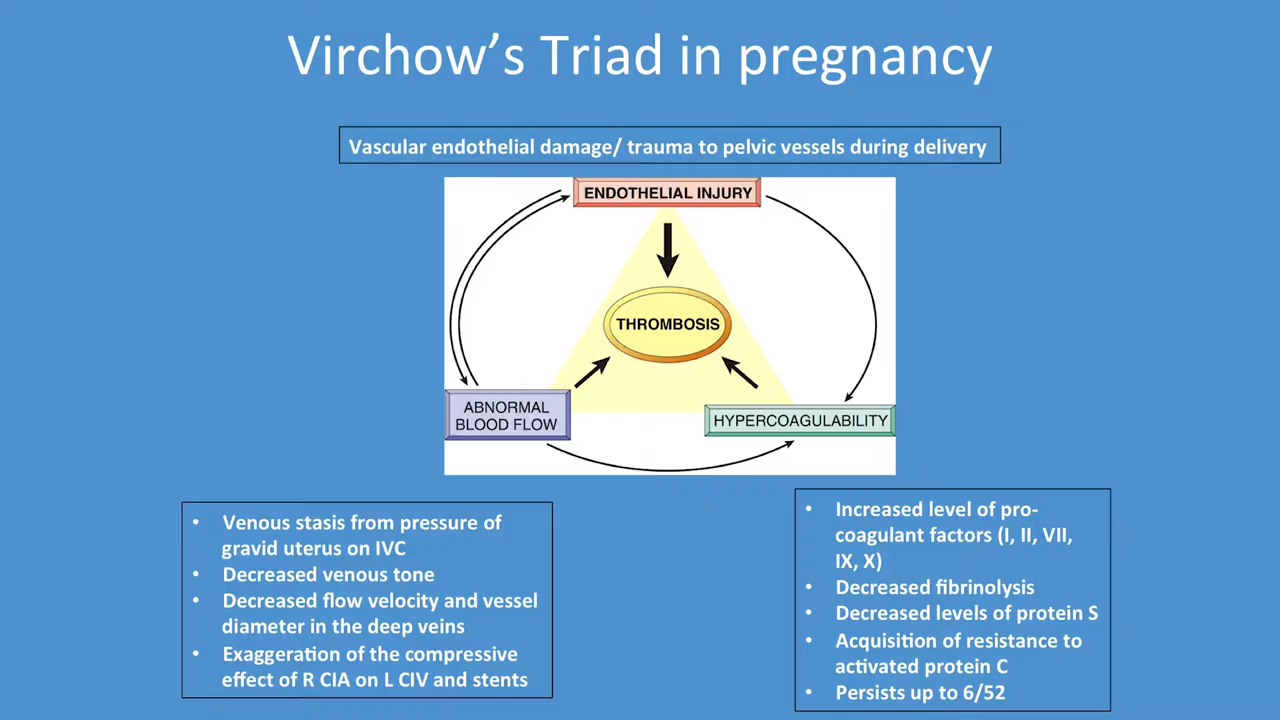 Virchow’s Triad in pregnancy
Vascular endothelial damage/ trauma to pelvic vessels during delivery
ENDOTHELIAL INJURY
THROMBOSIS
ABNORMAL
BLOOD FLOW
HYPERCOAGULABILITY
• Venous stasis from pressure of
gravid uterus on IVC
• Decreased venous tone
• Decreased flow velocity and vessel
diameter in the deep veins
• Exaggeration of the compressive
effect of R CIA on L CIV and stents
• Increased level of pro-
coagulant factors (I, II, VII,
IX, X)
• Decreased fibrinolysis
• Decreased levels of protein S
• Acquisition of resistance to
activated protein C
• Persists up to 6/52